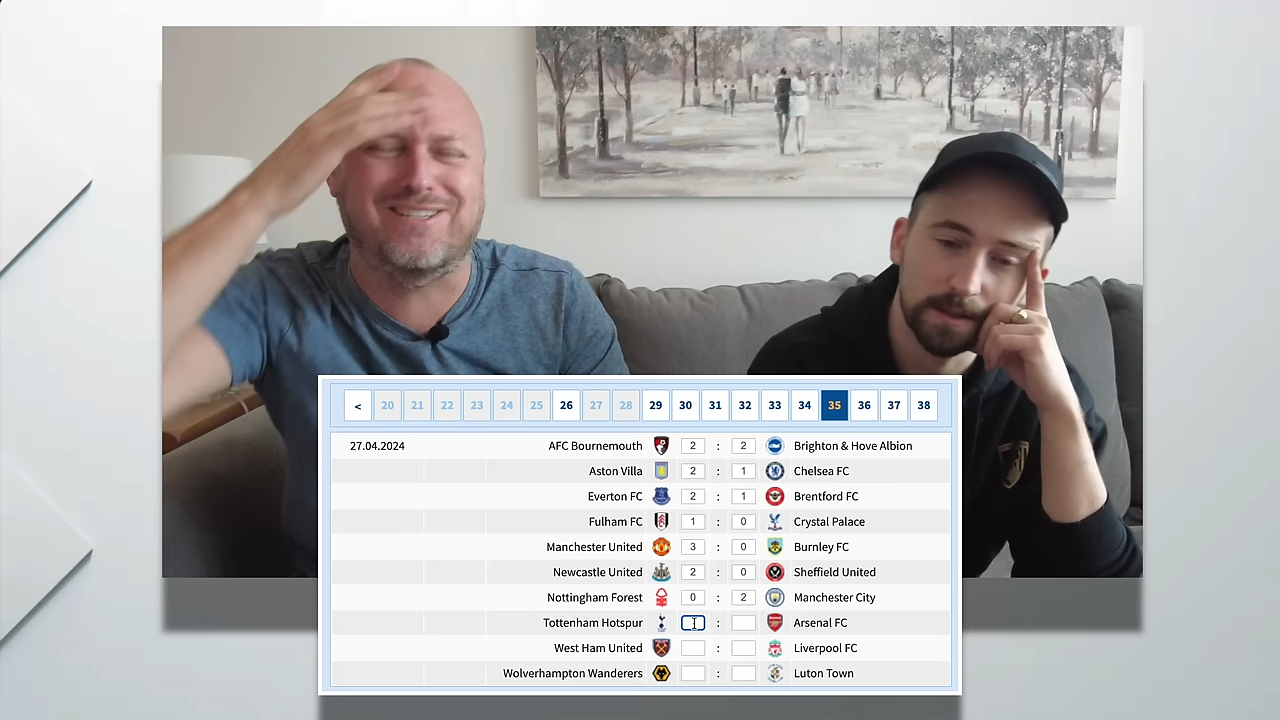 < 20 21 22 23 24 25 26 27 28 29 30 31 32 33 34 35 36 37 38
27.04.2024 AFC Bournemouth 2 : 2 Brighton & Hove Albion
Aston Villa 2 : 1 Chelsea FC
Everton FC 2 : 1 Brentford FC
Fulham FC 1 : 0 Crystal Palace
Manchester United 3 : 0 Burnley FC
Newcastle United 2 : 0 Sheffield United
Nottingham Forest 0 : 2 Manchester City
Tottenham Hotspur : Arsenal FC
West Ham United : Liverpool FC
Wolverhampton Wanderers : Luton Town